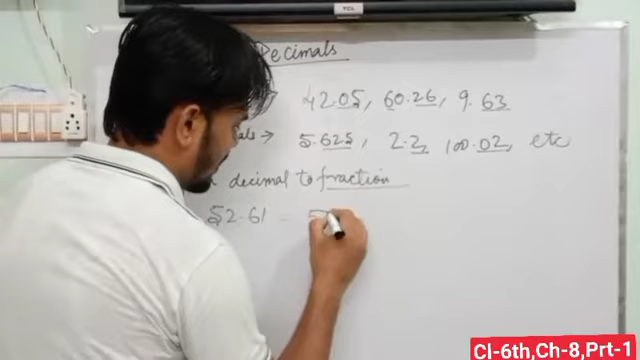 TCL
Decimals
42.05, 60.26, 9.63
5.625, 2.2, 100.02, etc
decimal to fraction
52.61 =
Cl-6th,Ch-8,Prt-1